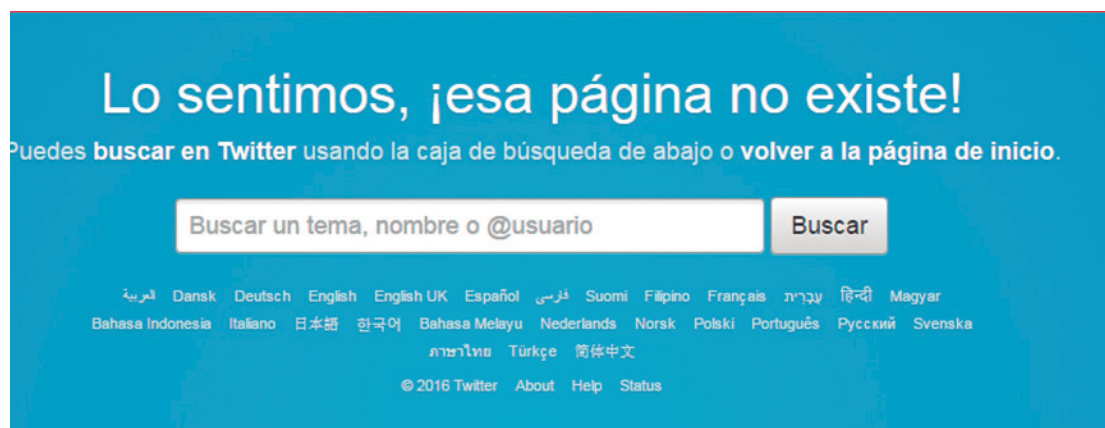 Lo sentimos, ¡esa página no existe!
Puedes buscar en Twitter usando la caja de búsqueda de abajo o volver a la página de inicio.
Buscar un tema, nombre o @usuario Buscar
العربية Dansk Deutsch English English UK Español فارسی Suomi Filipino Français עִבְרִית हिन्दी Magyar
Bahasa Indonesia Italiano 日本語 한국어 Bahasa Melayu Nederlands Norsk Polski Português Русский Svenska
ภาษาไทย Türkçe 简体中文
© 2016 Twitter About Help Status